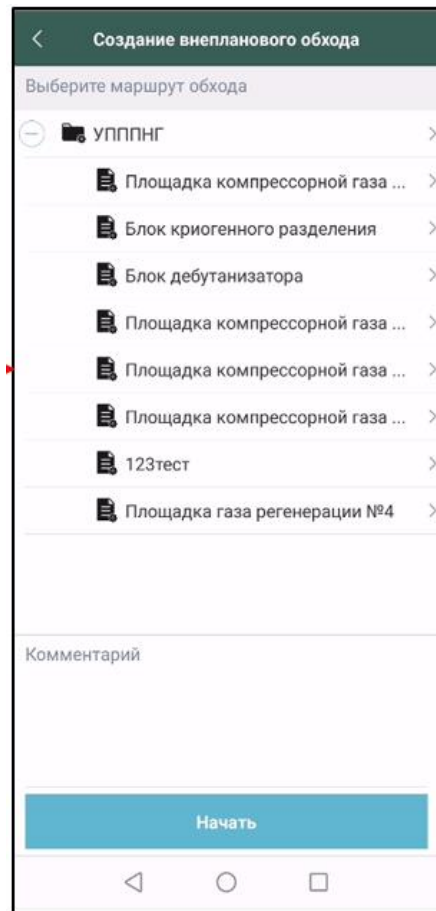 Создание внепланового обхода
Выберите маршрут обхода
УПППНГ
Площадка компрессорной газа ...
Блок криогенного разделения
Блок дебутанизатора
Площадка компрессорной газа ...
Площадка компрессорной газа ...
Площадка компрессорной газа ...
123тест
Площадка газа регенерации №4
Комментарий
Начать